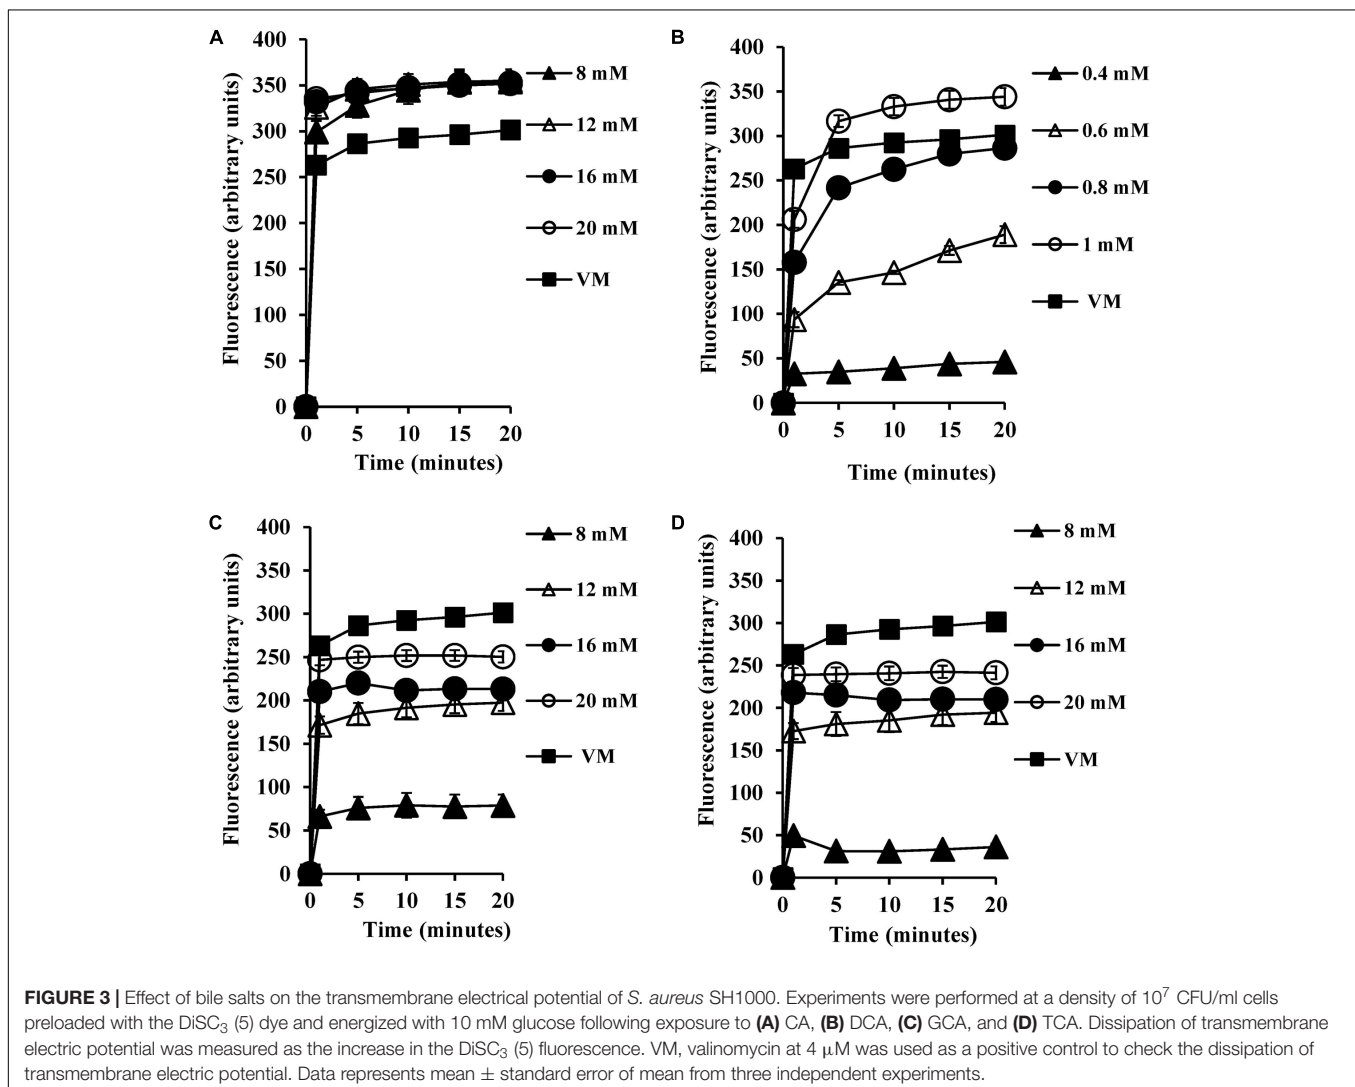 A
400
350
300
250
200
150
100
50
0
Fluorescence (arbitrary units)
0 5 10 15 20
Time (minutes)
8 mM
12 mM
16 mM
20 mM
VM
B
400
350
300
250
200
150
100
50
0
Fluorescence (arbitrary units)
0 5 10 15 20
Time (minutes)
0.4 mM
0.6 mM
0.8 mM
1 mM
VM
C
400
350
300
250
200
150
100
50
0
Fluorescence (arbitrary units)
0 5 10 15 20
Time (minutes)
8 mM
12 mM
16 mM
20 mM
VM
D
400
350
300
250
200
150
100
50
0
Fluorescence (arbitrary units)
0 5 10 15 20
Time (minutes)
8 mM
12 mM
16 mM
20 mM
VM
FIGURE 3 | Effect of bile salts on the transmembrane electrical potential of S. aureus SH1000. Experiments were performed at a density of 10⁷ CFU/ml cells
preloaded with the DiSC₃ (5) dye and energized with 10 mM glucose following exposure to (A) CA, (B) DCA, (C) GCA, and (D) TCA. Dissipation of transmembrane
electric potential was measured as the increase in the DiSC₃ (5) fluorescence. VM, valinomycin at 4 μM was used as a positive control to check the dissipation of
transmembrane electric potential. Data represents mean ± standard error of mean from three independent experiments.